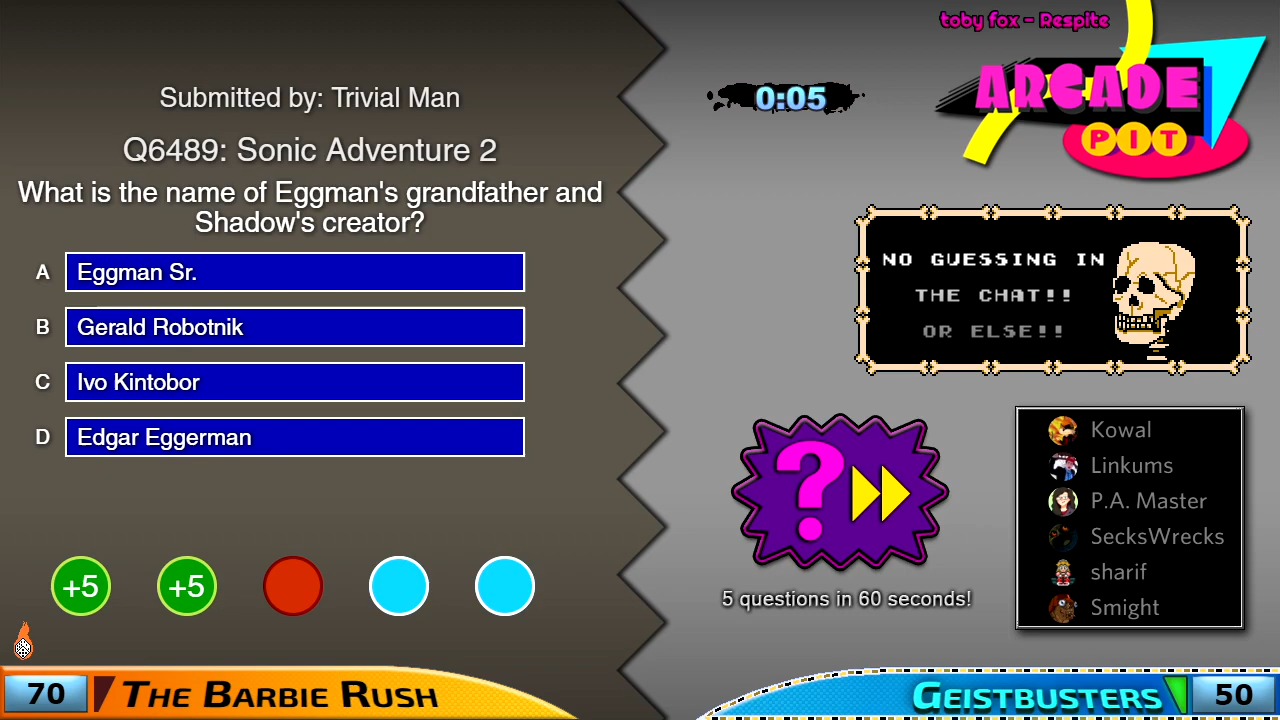 toby fox - Respite
ARCADE
PIT
0:05
Submitted by: Trivial Man
Q6489: Sonic Adventure 2
What is the name of Eggman's grandfather and
Shadow's creator?
A Eggman Sr.
B Gerald Robotnik
C Ivo Kintobor
D Edgar Eggerman
+5 +5
NO GUESSING IN
THE CHAT!!
OR ELSE!!
?
5 questions in 60 seconds!
Kowal
Linkums
P.A. Master
SecksWrecks
sharif
Smight
70 THE BARBIE RUSH
GEISTBUSTERS 50